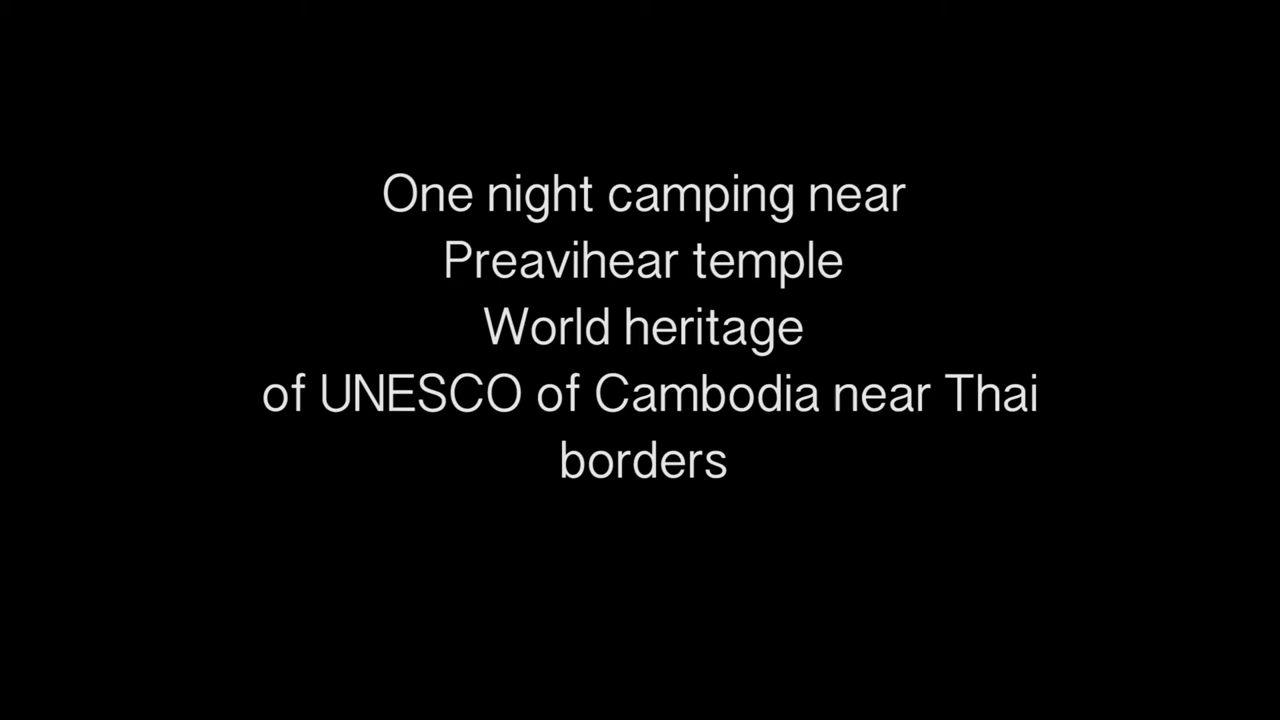 One night camping near
Preavihear temple
World heritage
of UNESCO of Cambodia near Thai
borders